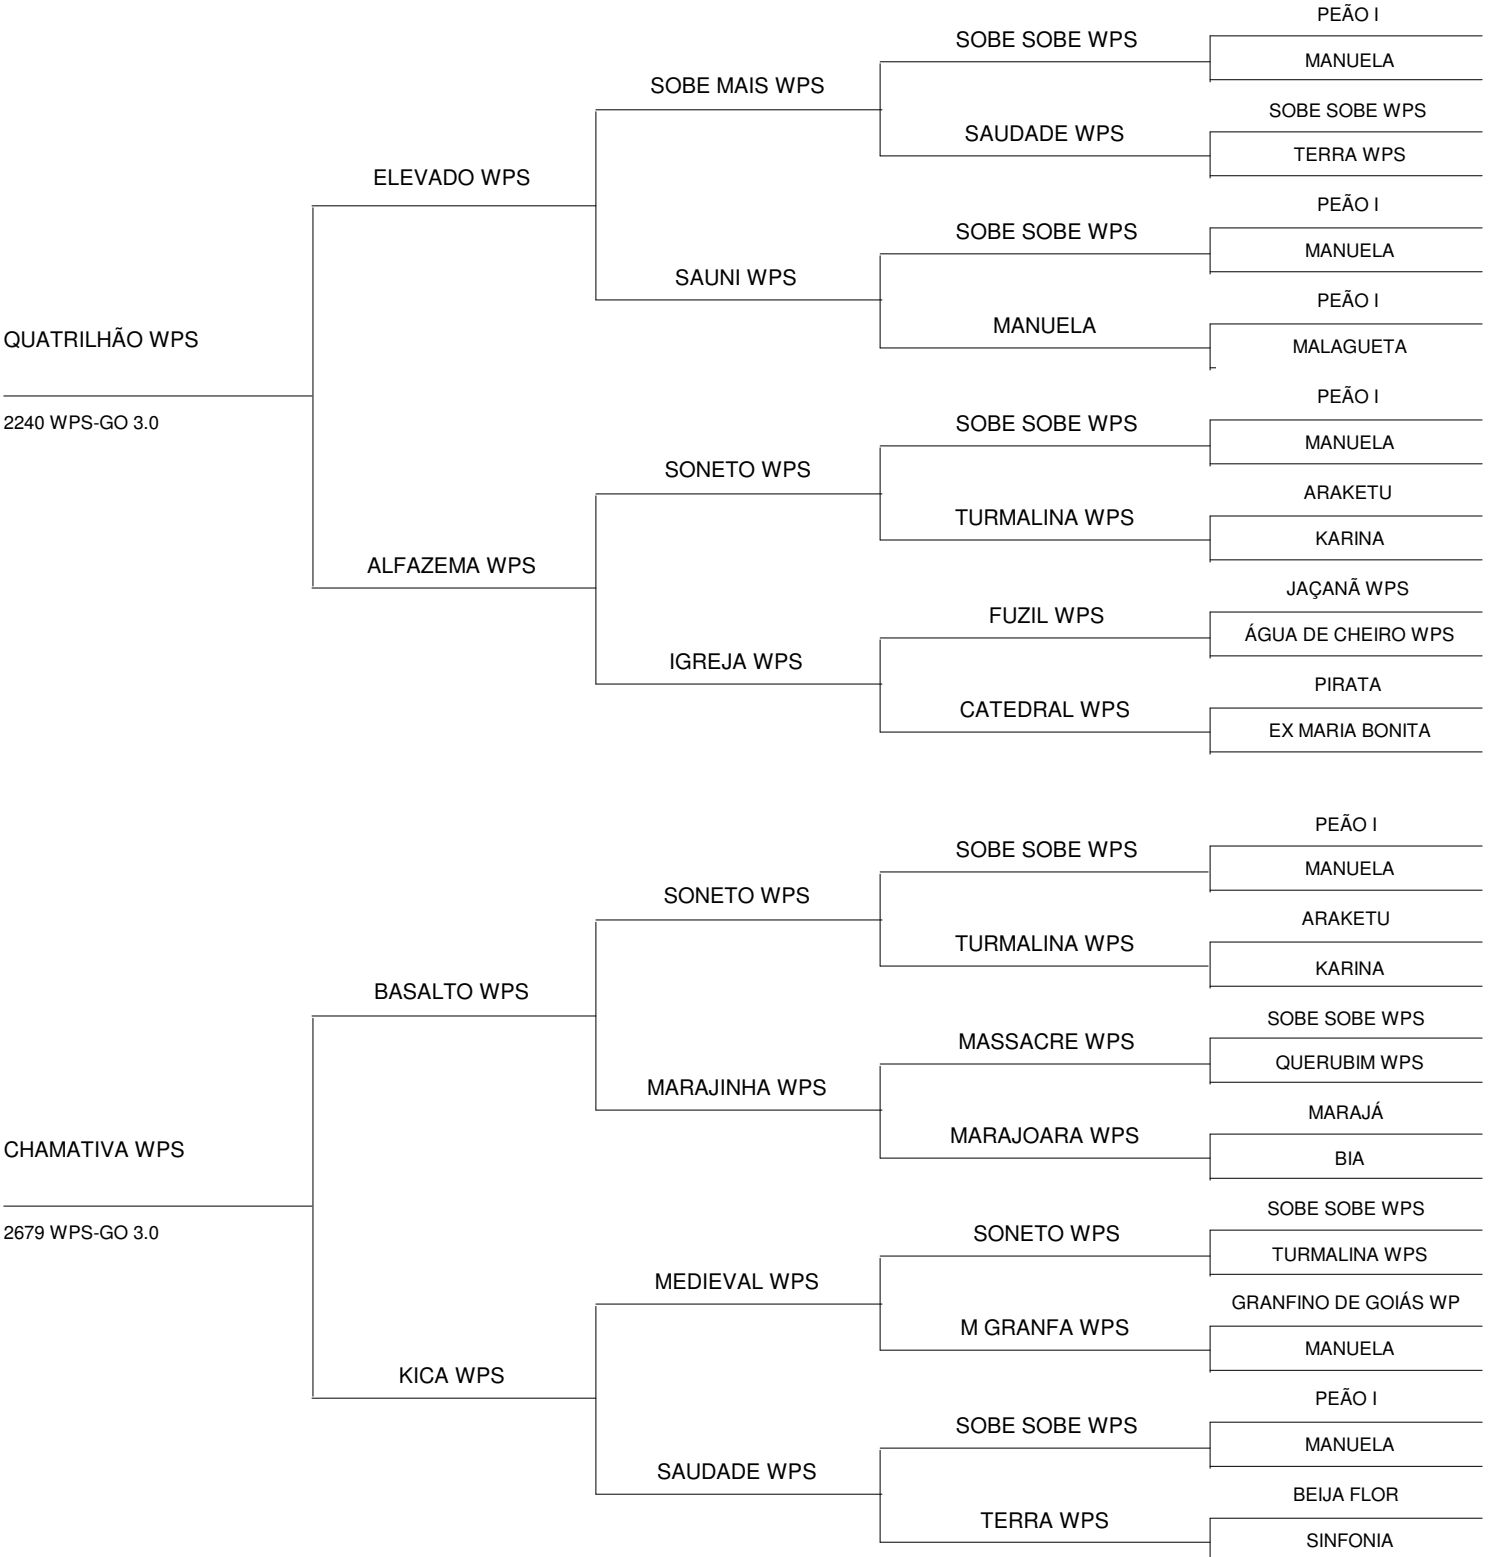 PEÃO I
SOBE SOBE WPS
MANUELA
SOBE MAIS WPS
SOBE SOBE WPS
SAUDADE WPS
TERRA WPS
ELEVADO WPS
PEÃO I
SOBE SOBE WPS
MANUELA
SAUNI WPS
PEÃO I
MANUELA
QUATRILHÃO WPS
MALAGUETA
PEÃO I
2240 WPS-GO 3.0
SOBE SOBE WPS
MANUELA
SONETO WPS
ARAKETU
TURMALINA WPS
KARINA
ALFAZEMA WPS
JAÇANÃ WPS
FUZIL WPS
ÁGUA DE CHEIRO WPS
IGREJA WPS
PIRATA
CATEDRAL WPS
EX MARIA BONITA
PEÃO I
SOBE SOBE WPS
MANUELA
SONETO WPS
ARAKETU
TURMALINA WPS
KARINA
BASALTO WPS
SOBE SOBE WPS
MASSACRE WPS
QUERUBIM WPS
MARAJINHA WPS
MARAJÁ
MARAJOARA WPS
CHAMATIVA WPS
BIA
SOBE SOBE WPS
2679 WPS-GO 3.0
SONETO WPS
TURMALINA WPS
MEDIEVAL WPS
GRANFINO DE GOIÁS WP
M GRANFA WPS
MANUELA
KICA WPS
PEÃO I
SOBE SOBE WPS
MANUELA
SAUDADE WPS
BEIJA FLOR
TERRA WPS
SINFONIA